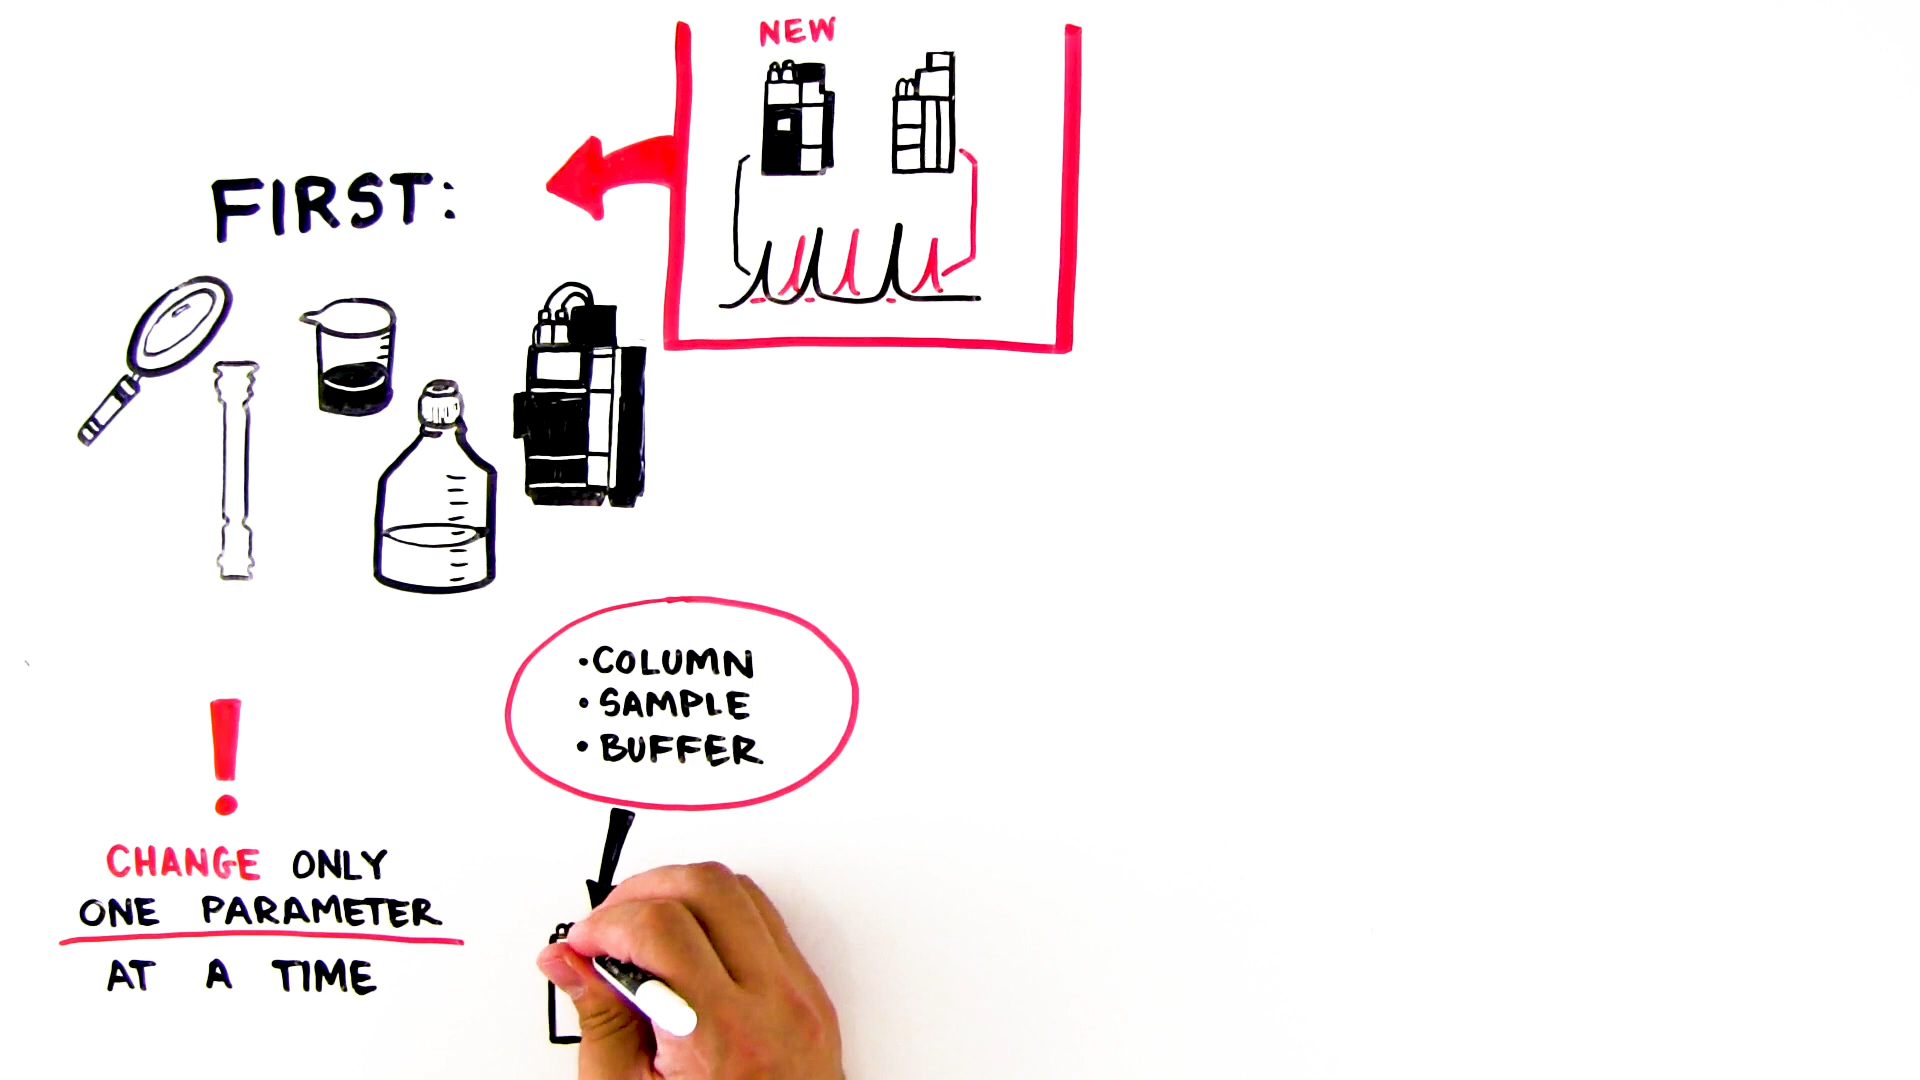 NEW
FIRST:
• COLUMN
• SAMPLE
• BUFFER
!
CHANGE ONLY
ONE PARAMETER
AT A TIME